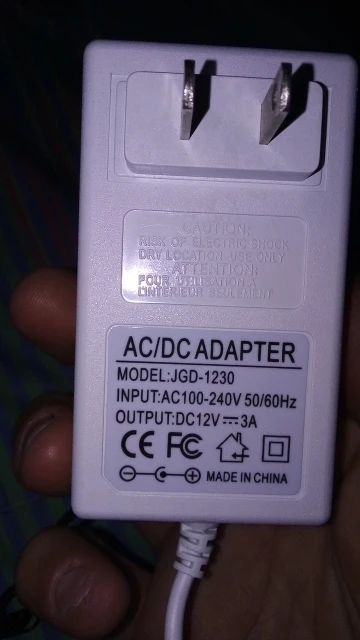 CAUTION:
RISK OF ELECTRIC SHOCK
DRY LOCATION USE ONLY
ATTENTION:
POUR UTILISATION À
L'INTERIEUR SEULEMENT
AC/DC ADAPTER
MODEL:JGD-1230
INPUT:AC100-240V 50/60Hz
OUTPUT:DC12V⎓3A
CE FC
MADE IN CHINA